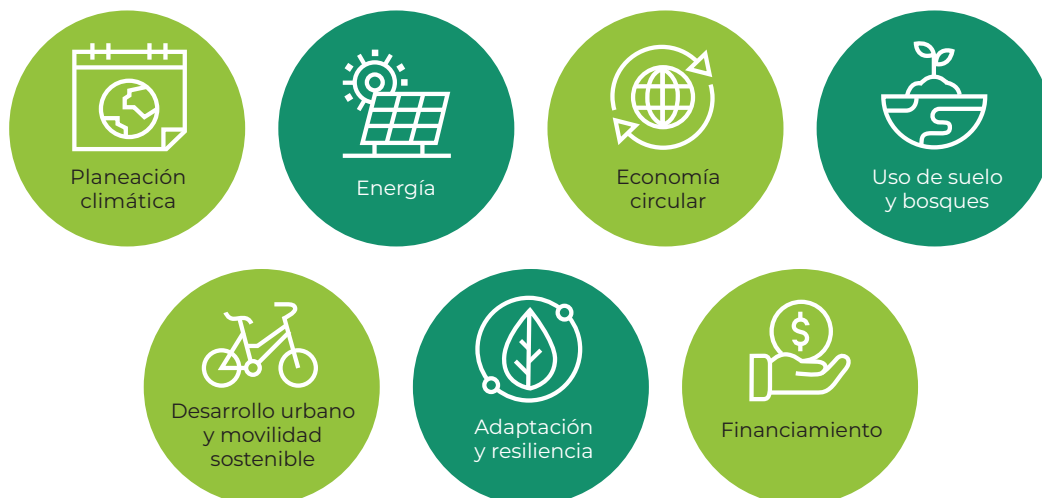 Planeación
climática
Energía
Economía
circular
Uso de suelo
y bosques
Desarrollo urbano
y movilidad
sostenible
Adaptación
y resiliencia
$
Financiamiento